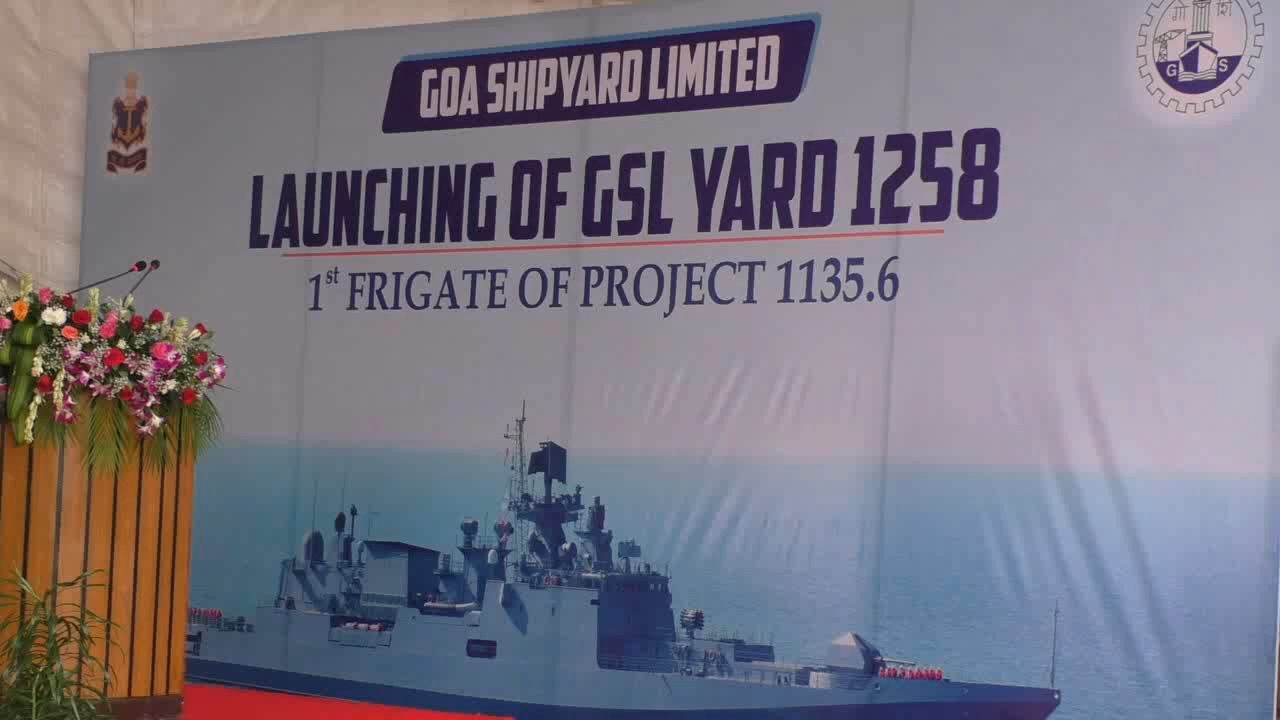 GOA SHIPYARD LIMITED
LAUNCHING OF GSL YARD 1258
1st FRIGATE OF PROJECT 1135.6
गो शि
G S